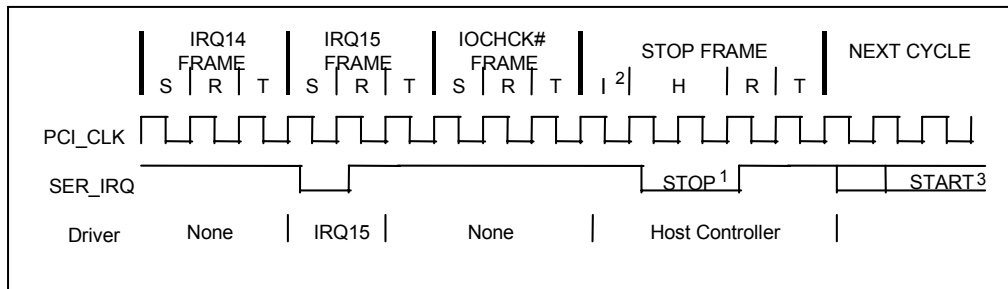 IRQ14 FRAME
IRQ15 FRAME
IOCHCK# FRAME
STOP FRAME
NEXT CYCLE
S R T S R T S R T I 2 H R T
PCI_CLK
SER_IRQ
STOP 1
START 3
Driver None IRQ15 None Host Controller